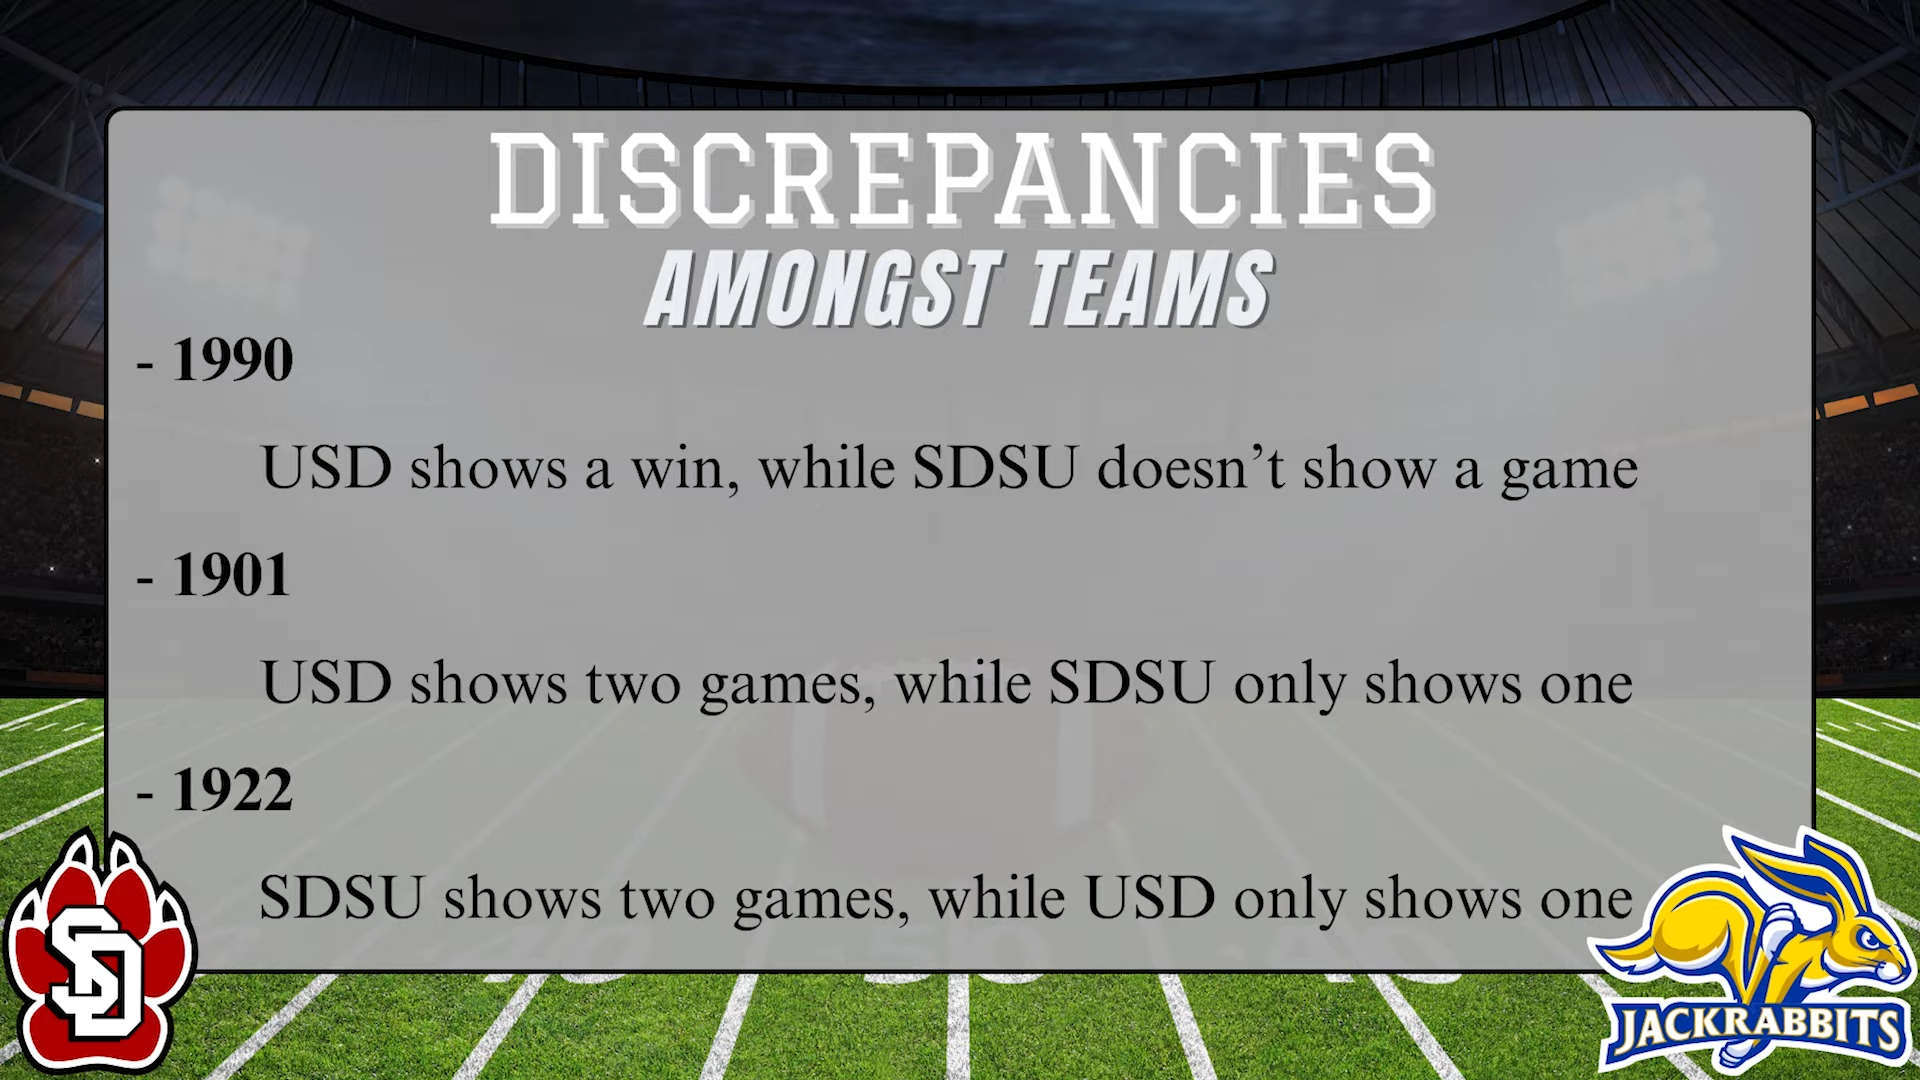 DISCREPANCIES
AMONGST TEAMS
- 1990
USD shows a win, while SDSU doesn’t show a game
- 1901
USD shows two games, while SDSU only shows one
- 1922
SDSU shows two games, while USD only shows one
SD
JACKRABBITS